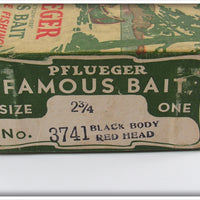 PFLUEGER
FAMOUS BAIT
SIZE 2¾ ONE
No. 3741 BLACK BODY
RED HEAD